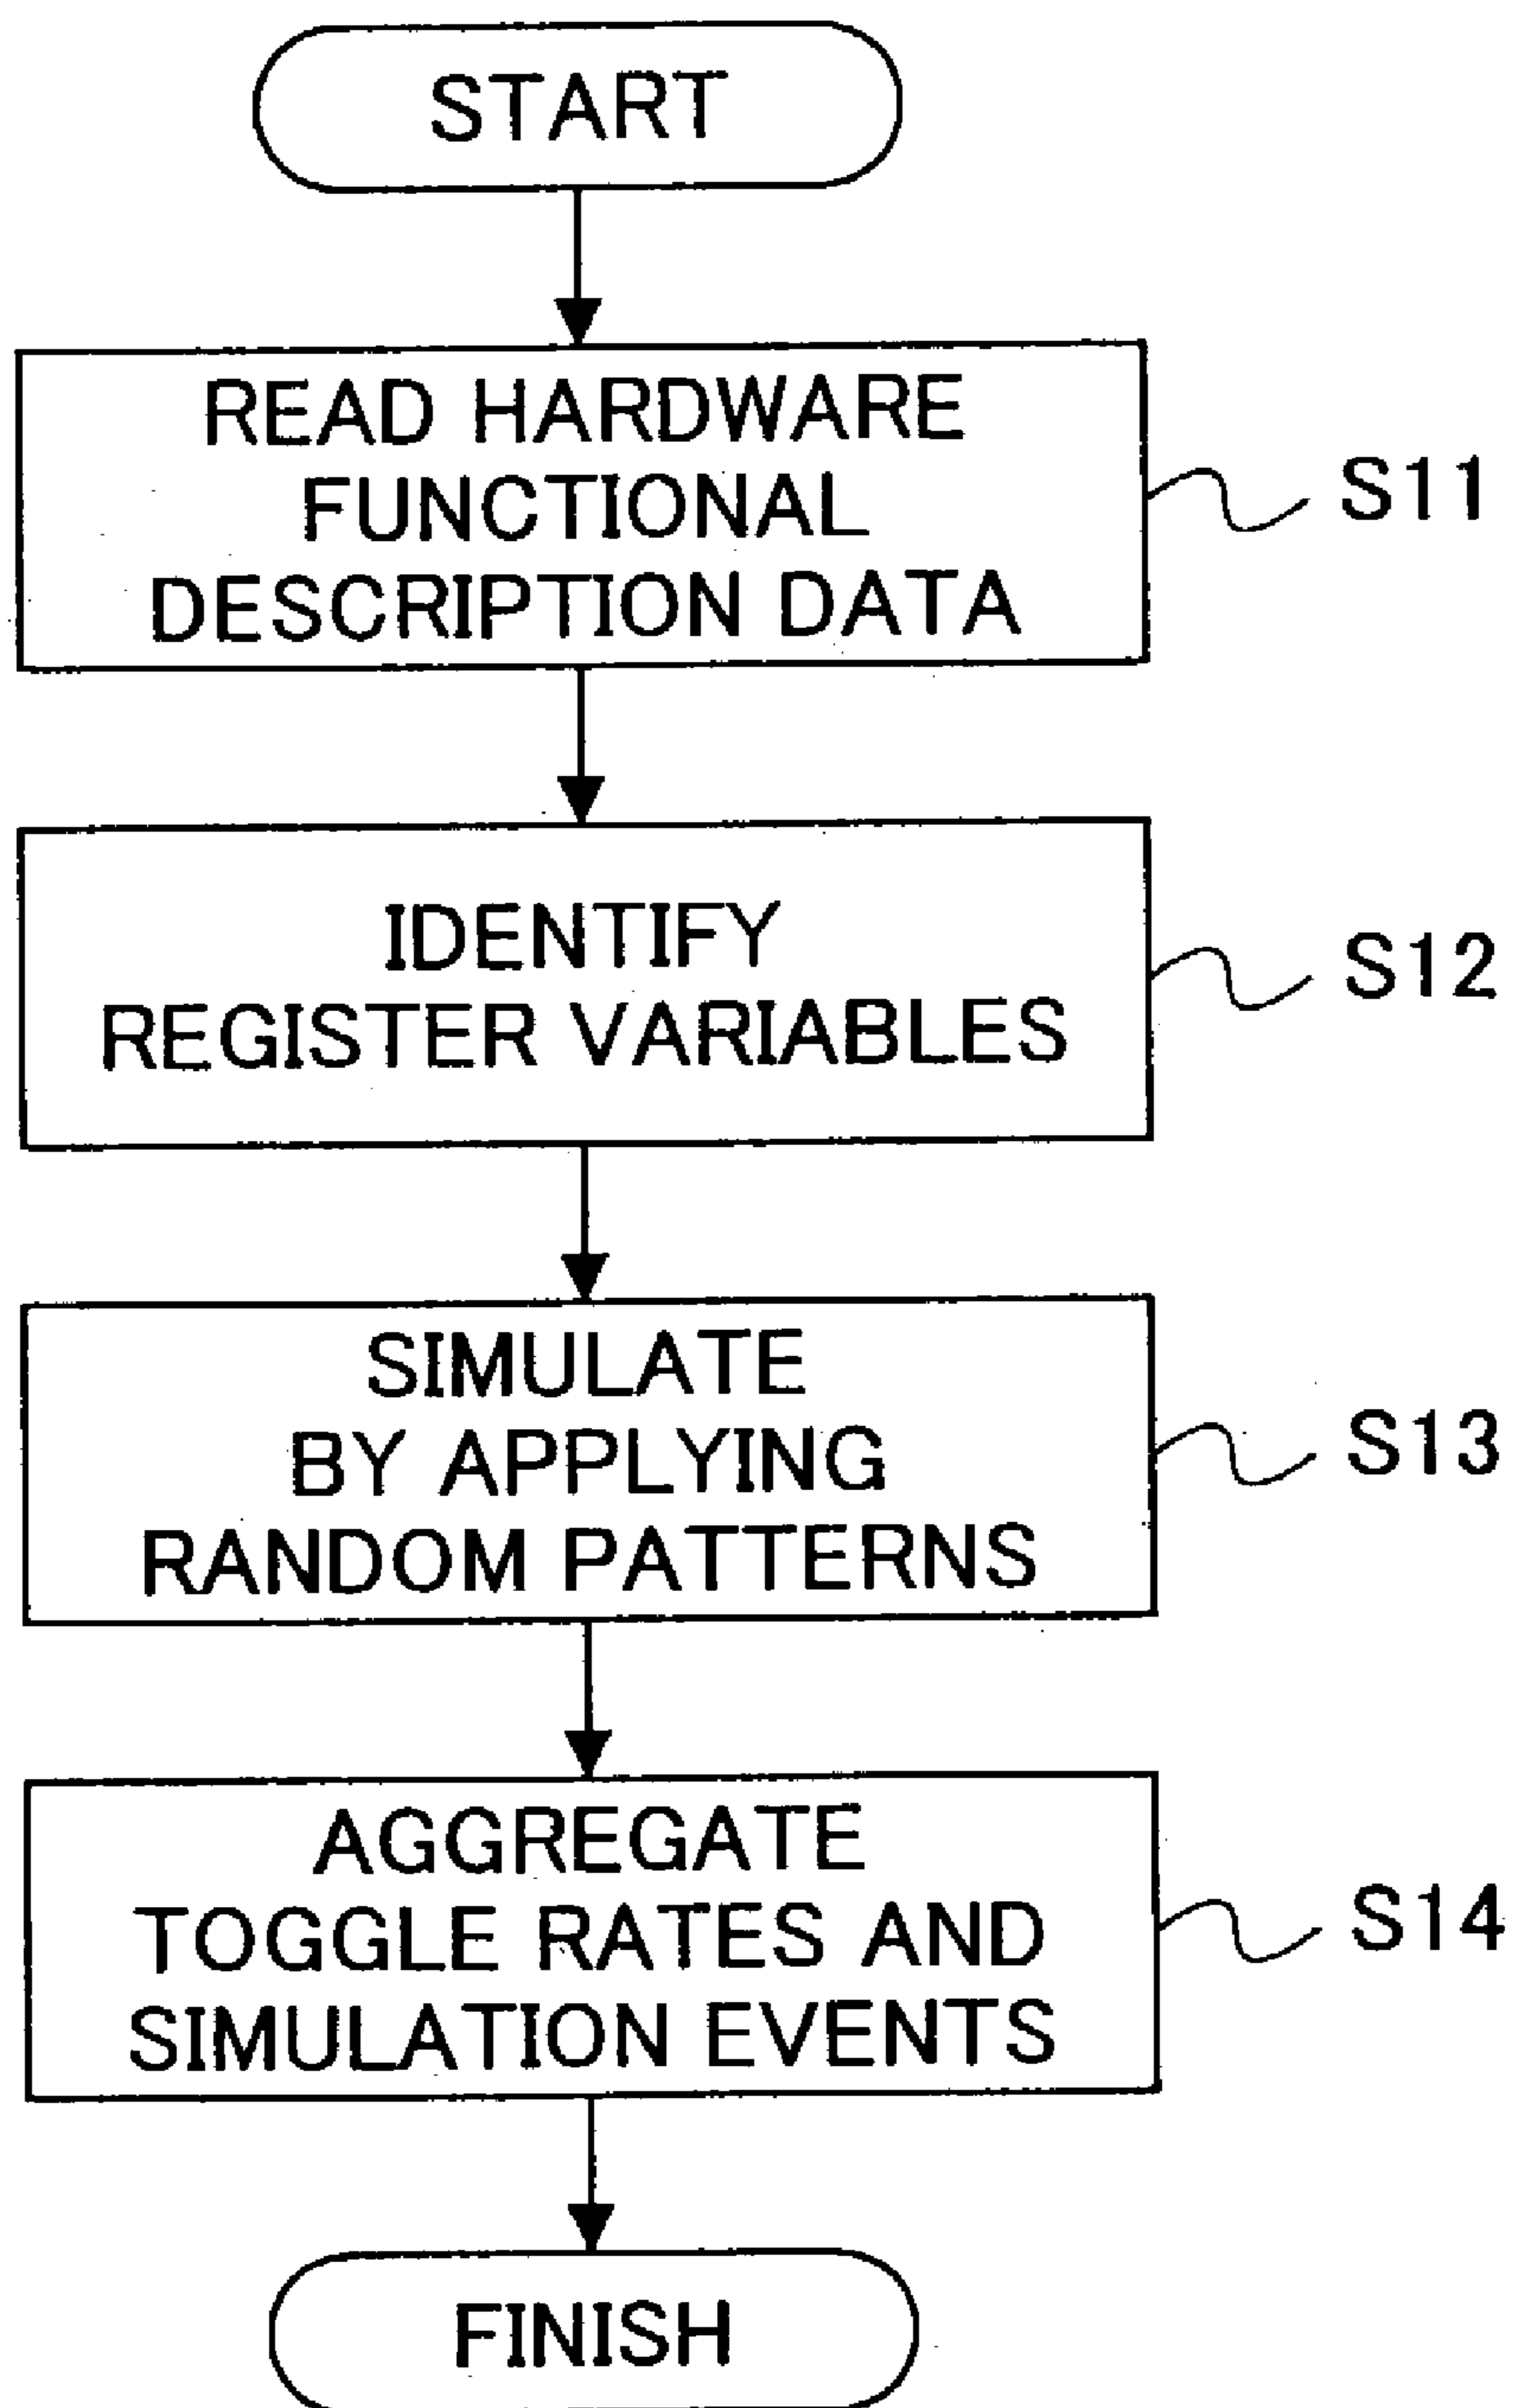 START
READ HARDWARE
FUNCTIONAL
DESCRIPTION DATA
S11
IDENTIFY
REGISTER VARIABLES
S12
SIMULATE
BY APPLYING
RANDOM PATTERNS
S13
AGGREGATE
TOGGLE RATES AND
SIMULATION EVENTS
S14
FINISH